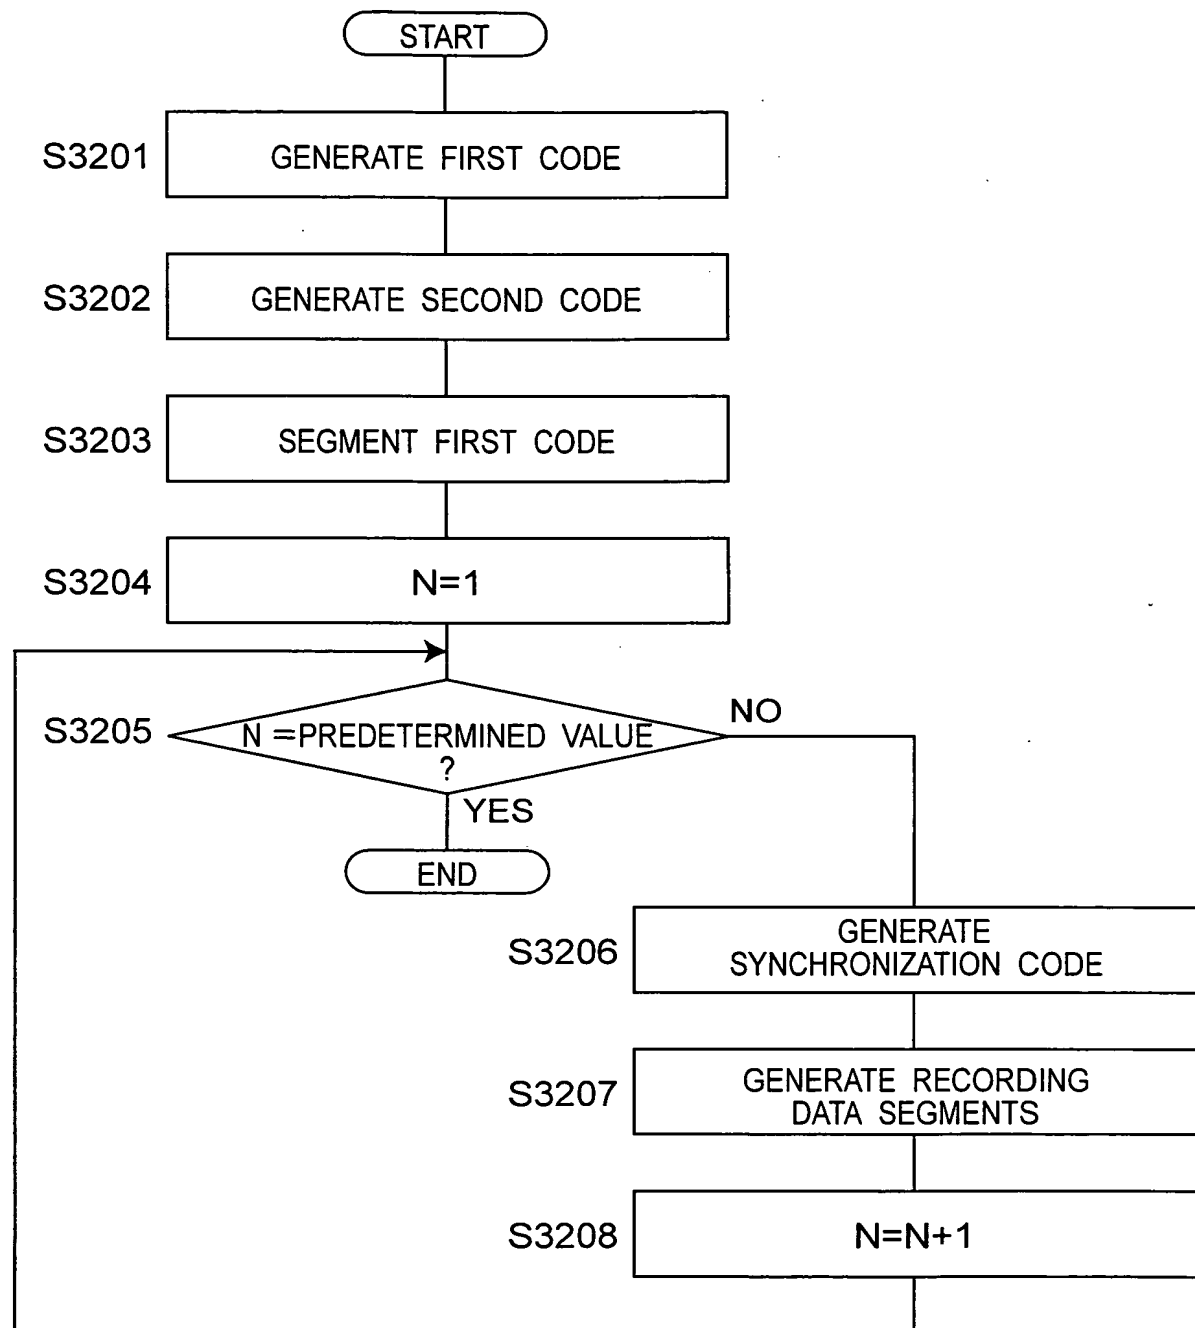 START
S3201
GENERATE FIRST CODE
S3202
GENERATE SECOND CODE
S3203
SEGMENT FIRST CODE
S3204
N=1
S3205
N=PREDETERMINED VALUE
?
NO
YES
END
S3206
GENERATE
SYNCHRONIZATION CODE
S3207
GENERATE RECORDING
DATA SEGMENTS
S3208
N=N+1